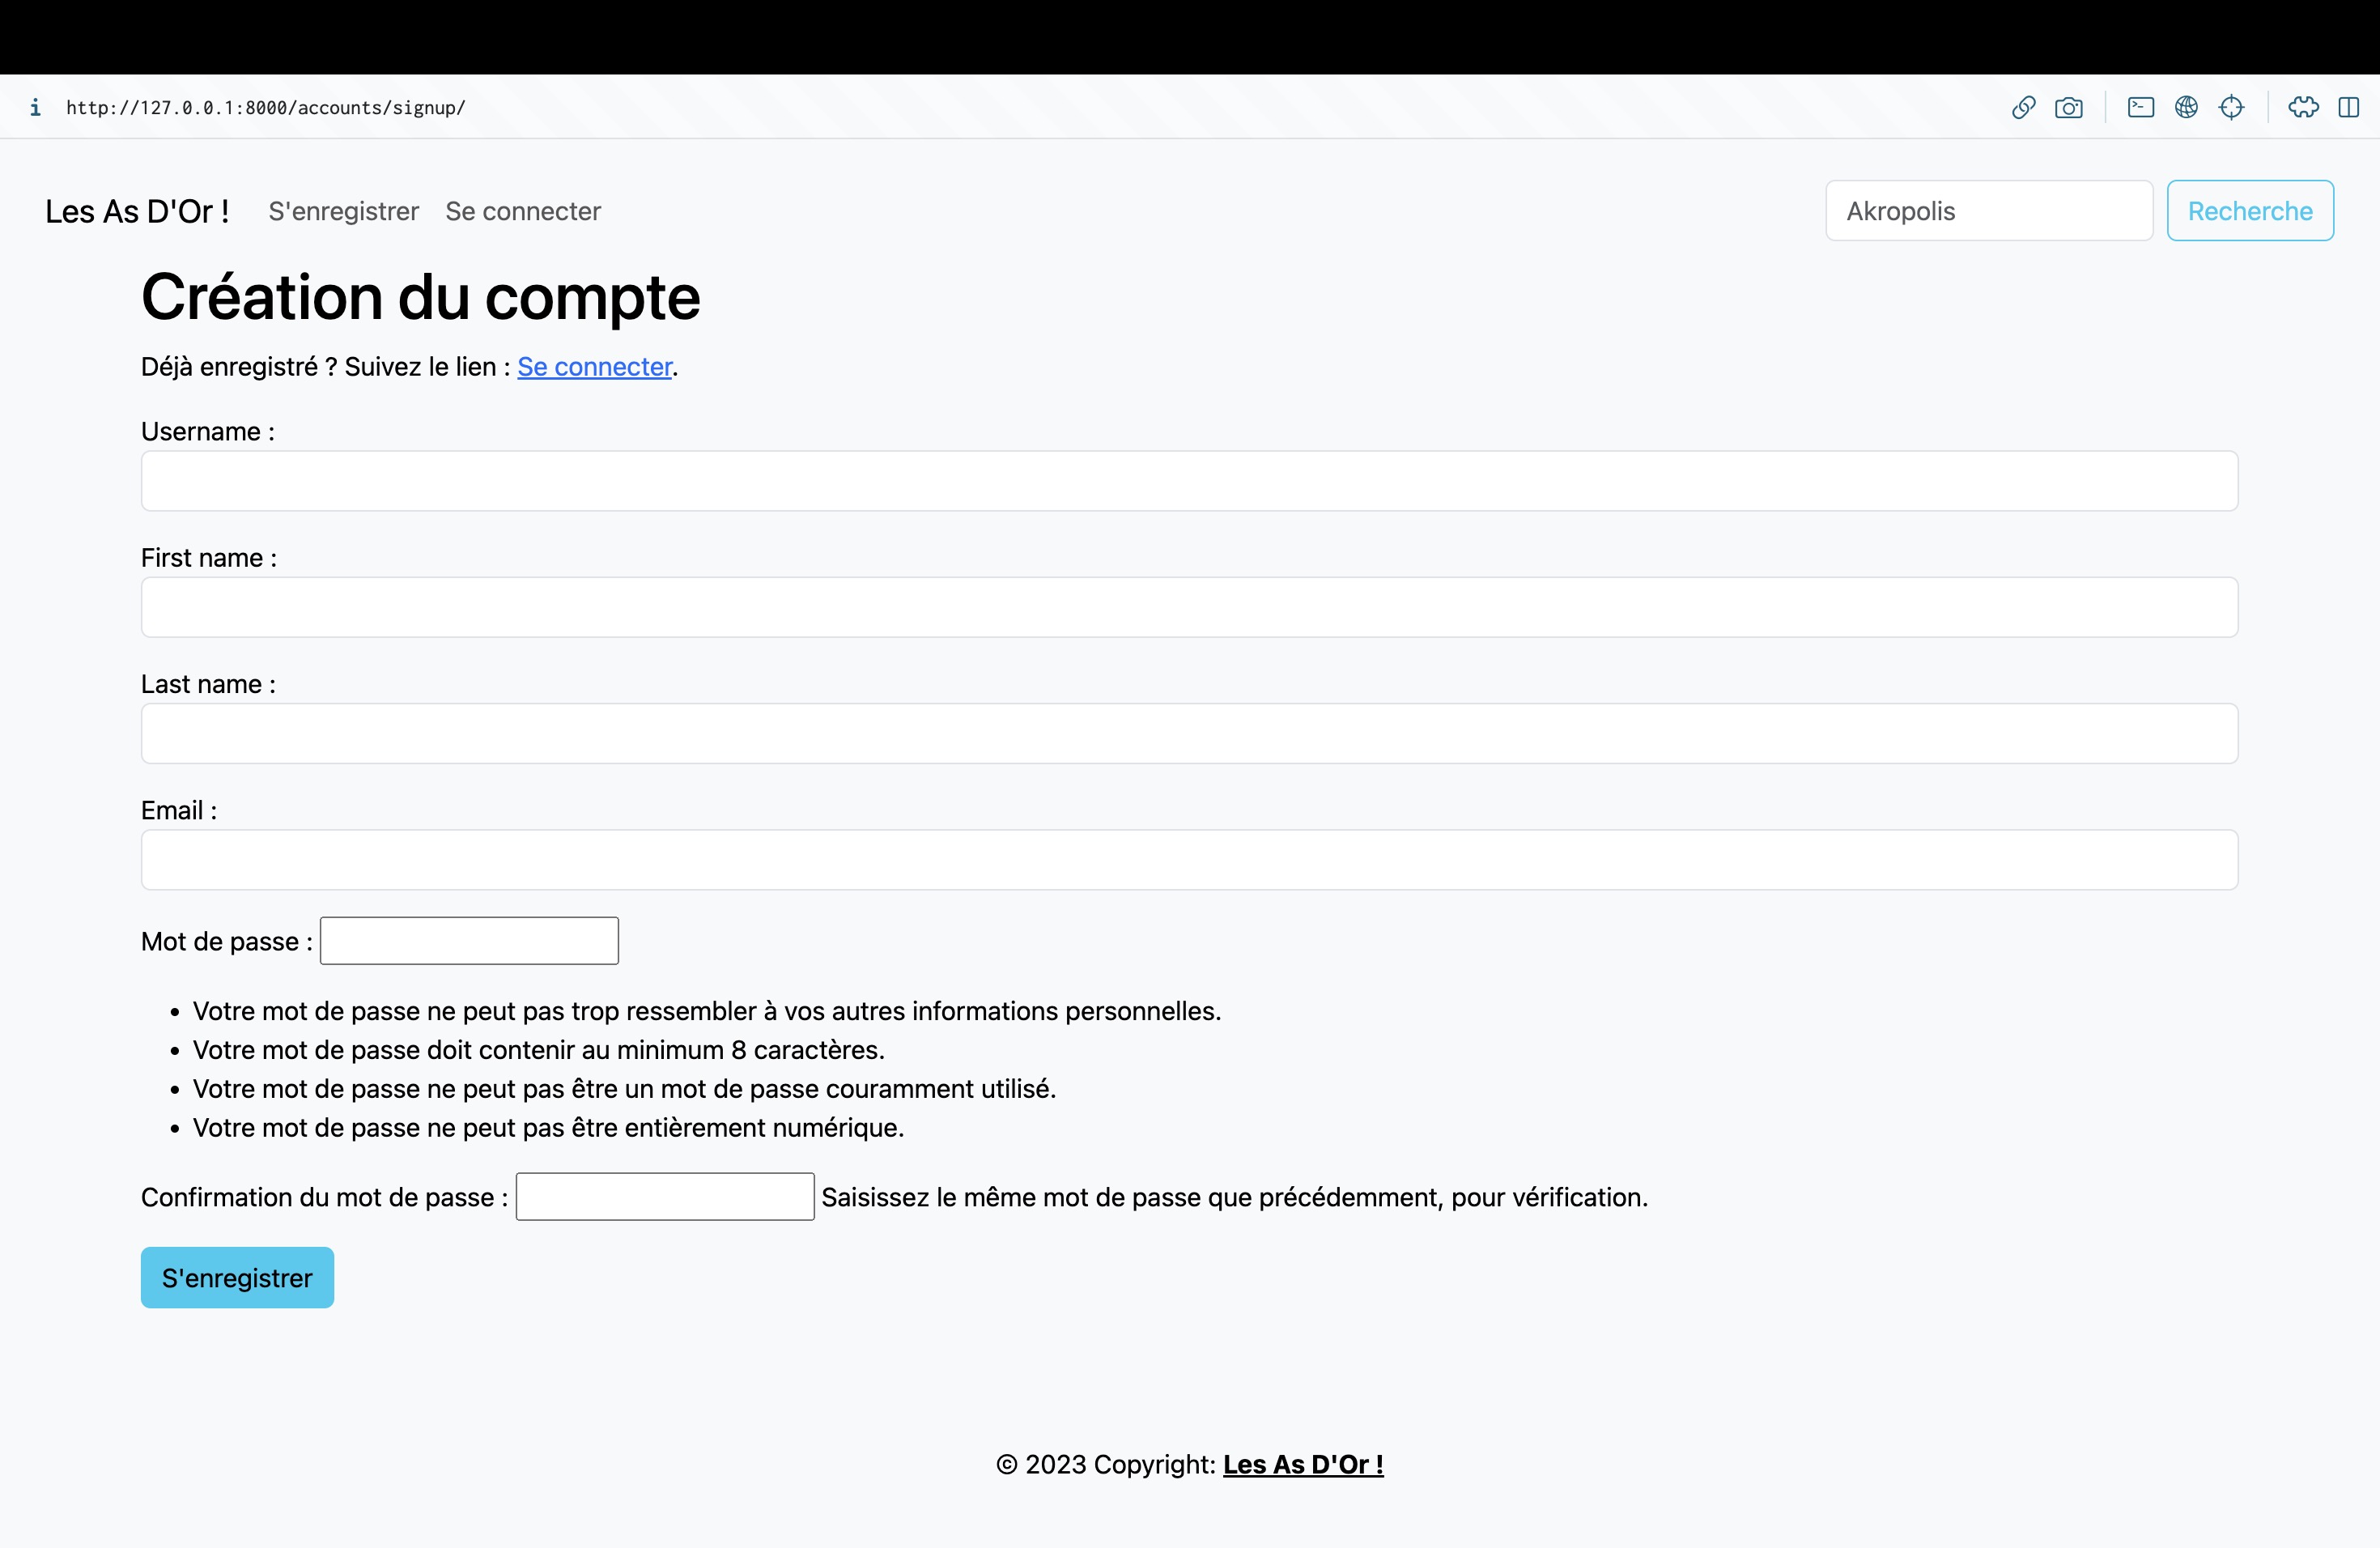 http://127.0.0.1:8000/accounts/signup/
Les As D'Or ! S'enregistrer Se connecter Akropolis Recherche
Création du compte
Déjà enregistré ? Suivez le lien : Se connecter.
Username :
First name :
Last name :
Email :
Mot de passe :
• Votre mot de passe ne peut pas trop ressembler à vos autres informations personnelles.
• Votre mot de passe doit contenir au minimum 8 caractères.
• Votre mot de passe ne peut pas être un mot de passe couramment utilisé.
• Votre mot de passe ne peut pas être entièrement numérique.
Confirmation du mot de passe : Saisissez le même mot de passe que précédemment, pour vérification.
S'enregistrer
© 2023 Copyright: Les As D'Or !